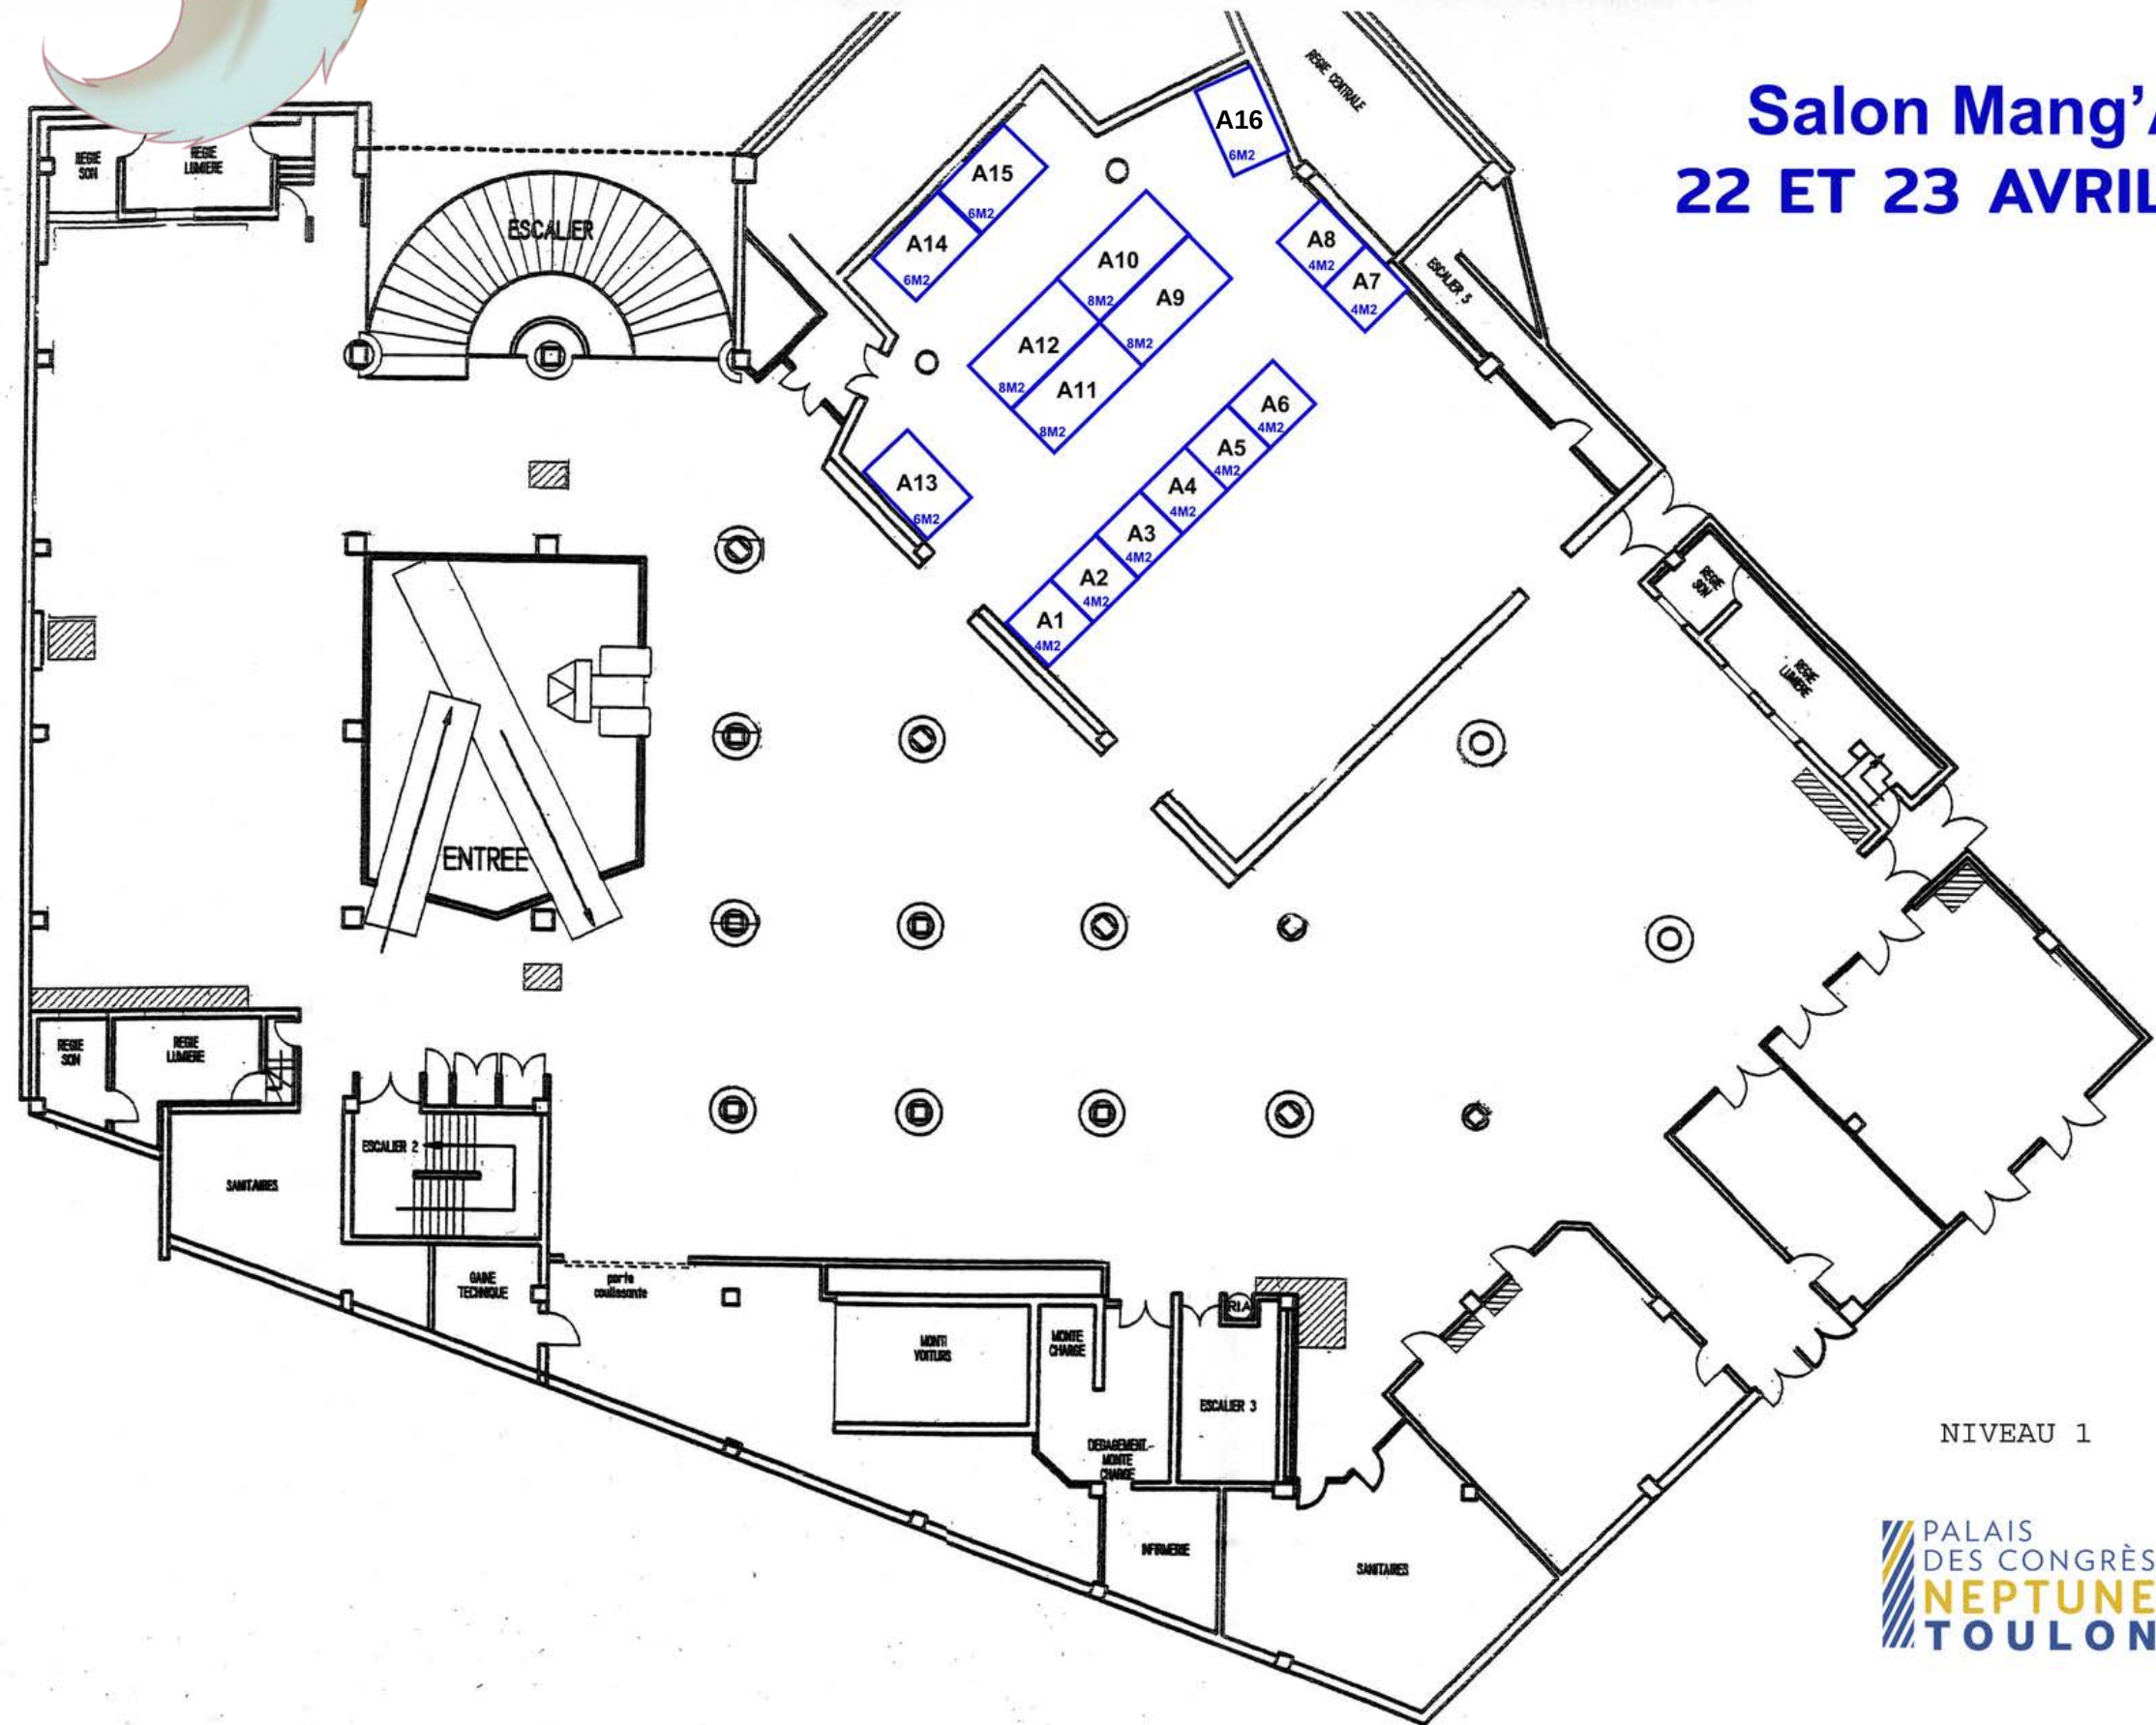 Salon Mang'A
22 ET 23 AVRIL
REGIE CENTRALE
REGIE
SON
REGIE
LUMIERE
ESCALIER
A16
6M2
A15
6M2
A14
6M2
A10
8M2
A9
8M2
A12
8M2
A11
8M2
A8
4M2
A7
4M2
ESCALIER 5
A6
4M2
A5
4M2
A4
4M2
A3
4M2
A2
4M2
A1
4M2
A13
6M2
REGIE
SON
REGIE
LUMIERE
ENTREE
REGIE
SON
REGIE
LUMIERE
ESCALIER 2
SANITAIRES
GAINE
TECHNIQUE
porte
coulissante
MONTE
CHARGE
RIA
ESCALIER 3
DEGAGEMENT
MONTE
CHARGE
INFIRMERIE
SANITAIRES
NIVEAU 1
PALAIS
DES CONGRÈS
NEPTUNE
TOULON